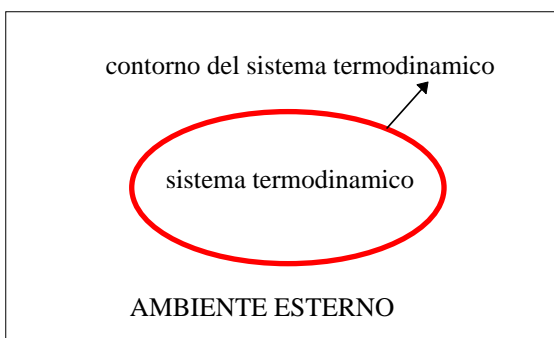 contorno del sistema termodinamico
sistema termodinamico
AMBIENTE ESTERNO